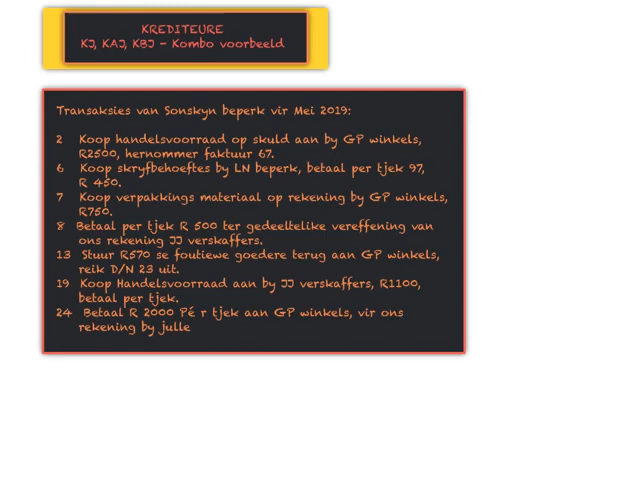 KREDITEURE
KJ, KAJ, KBJ - Kombo voorbeeld
Transaksies van Sonskyn beperk vir Mei 2019:
2 Koop handelsvoorraad op skuld aan by GP winkels,
R2500, hernommer faktuur 67.
6 Koop skryfbehoeftes by LN beperk, betaal per tjek 97,
R 450.
7 Koop verpakkings materiaal op rekening by GP winkels,
R750.
8 Betaal per tjek R 500 ter gedeeltelike vereffening van
ons rekening JJ verskaffers.
13 Stuur R570 se foutiewe goedere terug aan GP winkels,
reik D/N 23 uit.
19 Koop Handelsvoorraad aan by JJ verskaffers, R1100,
betaal per tjek.
24 Betaal R 2000 Pé r tjek aan GP winkels, vir ons
rekening by julle